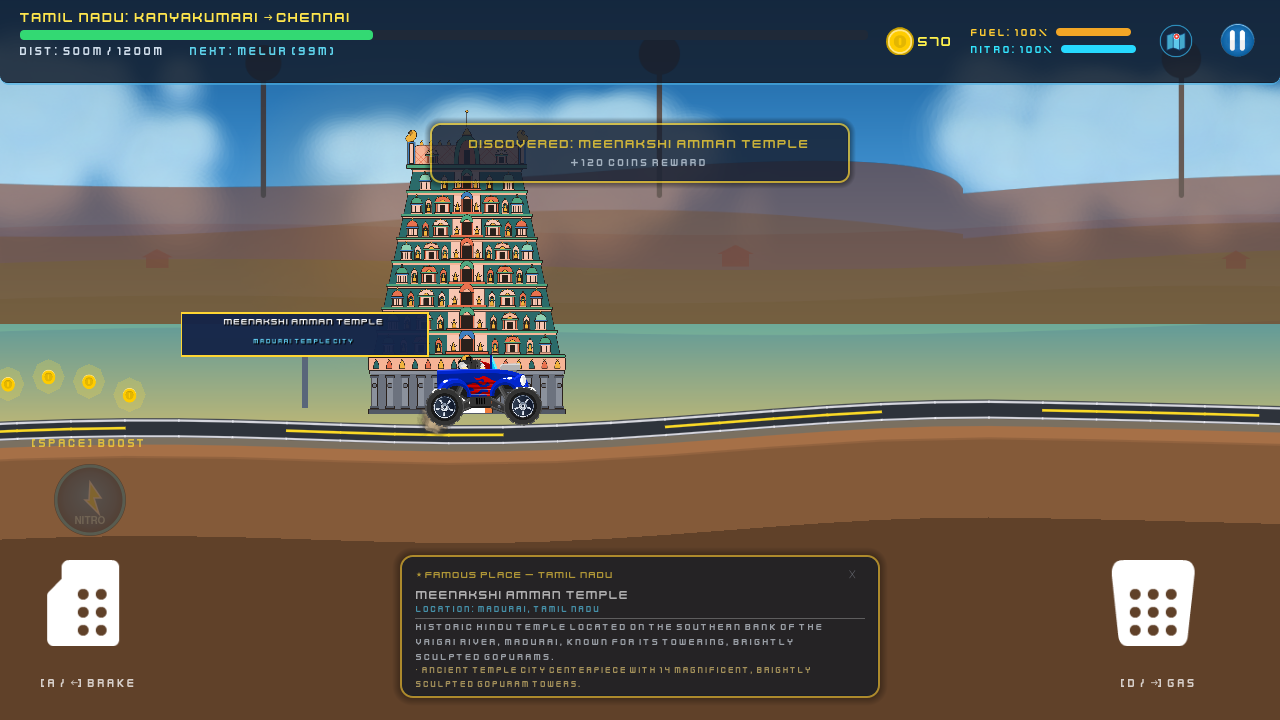 TAMIL NADU: KANYAKUMARI → CHENNAI
DIST: 500M / 1200M NEXT: MELUR (99M)
570
FUEL: 100%
NITRO: 100%
DISCOVERED: MEENAKSHI AMMAN TEMPLE
+120 COINS REWARD
MEENAKSHI AMMAN TEMPLE
MADURAI TEMPLE CITY
[SPACE] BOOST
NITRO
[A / ←] BRAKE
[D / →] GAS
★ FAMOUS PLACE — TAMIL NADU
X
MEENAKSHI AMMAN TEMPLE
LOCATION: MADURAI, TAMIL NADU
HISTORIC HINDU TEMPLE LOCATED ON THE SOUTHERN BANK OF THE
VAIGAI RIVER, MADURAI, KNOWN FOR ITS TOWERING, BRIGHTLY
SCULPTED GOPURAMS.
· ANCIENT TEMPLE CITY CENTERPIECE WITH 14 MAGNIFICENT, BRIGHTLY
SCULPTED GOPURAM TOWERS.